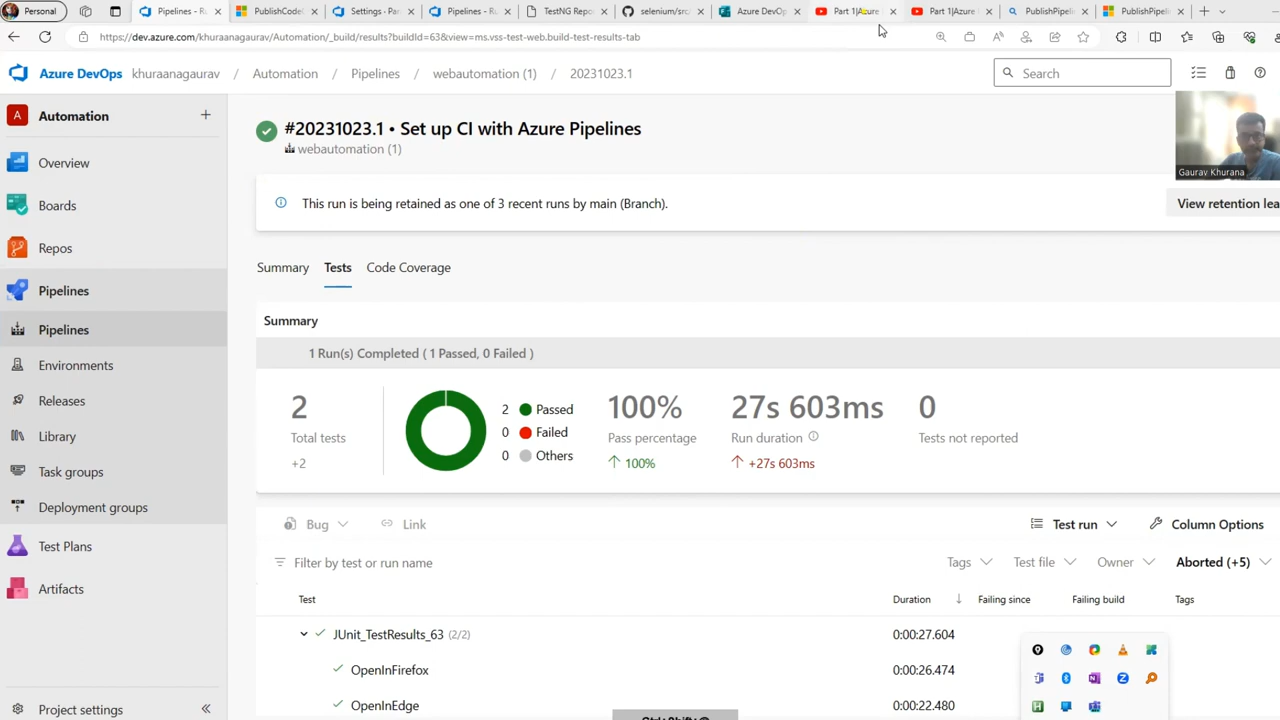 Personal
Pipelines - Ru
PublishCode
Settings - Par
Pipelines - Ru
TestNG Repo
selenium/src/
Azure DevOp
Part 1|Azure
Part 1|Azure
PublishPipelin
PublishPipelin
https://dev.azure.com/khuraanagaurav/Automation/_build/results?buildId=63&view=ms.vss-test-web.build-test-results-tab
Azure DevOps khuraanagaurav / Automation / Pipelines / webautomation (1) / 20231023.1
Search
A Automation +
Overview
Boards
Repos
Pipelines
Pipelines
Environments
Releases
Library
Task groups
Deployment groups
Test Plans
Artifacts
Project settings
#20231023.1 • Set up CI with Azure Pipelines
webautomation (1)
Gaurav Khurana
This run is being retained as one of 3 recent runs by main (Branch).
View retention lea
Summary Tests Code Coverage
Summary
1 Run(s) Completed ( 1 Passed, 0 Failed )
2
Total tests
+2
2 Passed
0 Failed
0 Others
100%
Pass percentage
100%
27s 603ms
Run duration
+27s 603ms
0
Tests not reported
Bug Link
Test run Column Options
Filter by test or run name
Tags Test file Owner Aborted (+5)
Test Duration Failing since Failing build Tags
JUnit_TestResults_63 (2/2) 0:00:27.604
OpenInFirefox 0:00:26.474
OpenInEdge 0:00:22.480